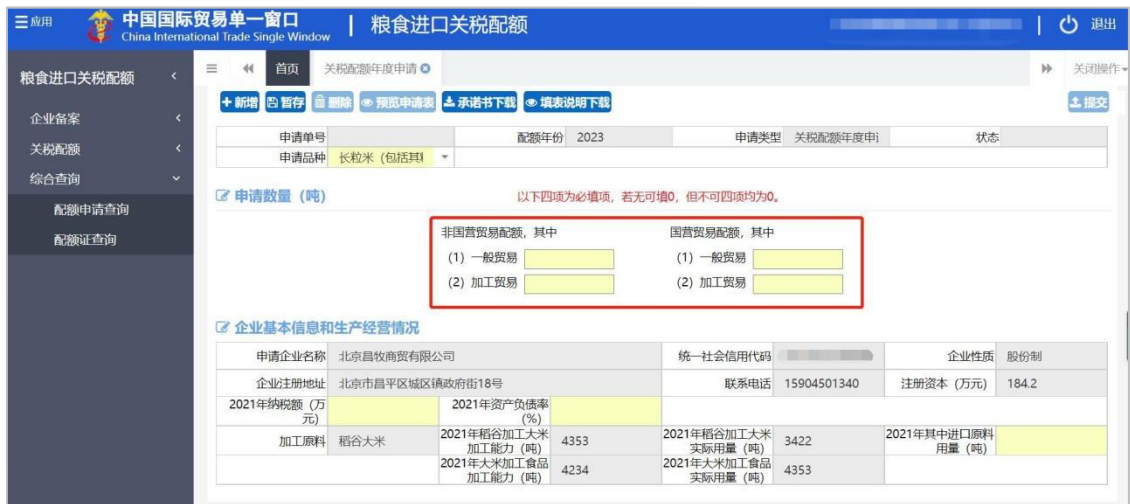 应用 中国国际贸易单一窗口 粮食进口关税配额 退出
China International Trade Single Window
粮食进口关税配额
企业备案
关税配额
综合查询
配额申请查询
配额证查询
首页 关税配额年度申请 关闭操作
新增 暂存 删除 预览申请表 承诺书下载 填表说明下载 提交
申请单号 配额年份 2023 申请类型 关税配额年度申 状态
申请品种 长粒米（包括其
申请数量（吨） 以下四项为必填项，若无可填0，但不可四项均为0。
非国营贸易配额，其中 国营贸易配额，其中
(1) 一般贸易 (1) 一般贸易
(2) 加工贸易 (2) 加工贸易
企业基本信息和生产经营情况
申请企业名称 北京昌牧商贸有限公司 统一社会信用代码 企业性质 股份制
企业注册地址 北京市昌平区城区镇政府街18号 联系电话 15904501340 注册资本（万元） 184.2
2021年纳税额（万元） 2021年资产负债率(%)
加工原料 稻谷大米 2021年稻谷加工大米加工能力（吨） 4353 2021年稻谷加工大米实际用量（吨） 3422 2021年其中进口原料用量（吨）
2021年大米加工食品加工能力（吨） 4234 2021年大米加工食品实际用量（吨） 4353